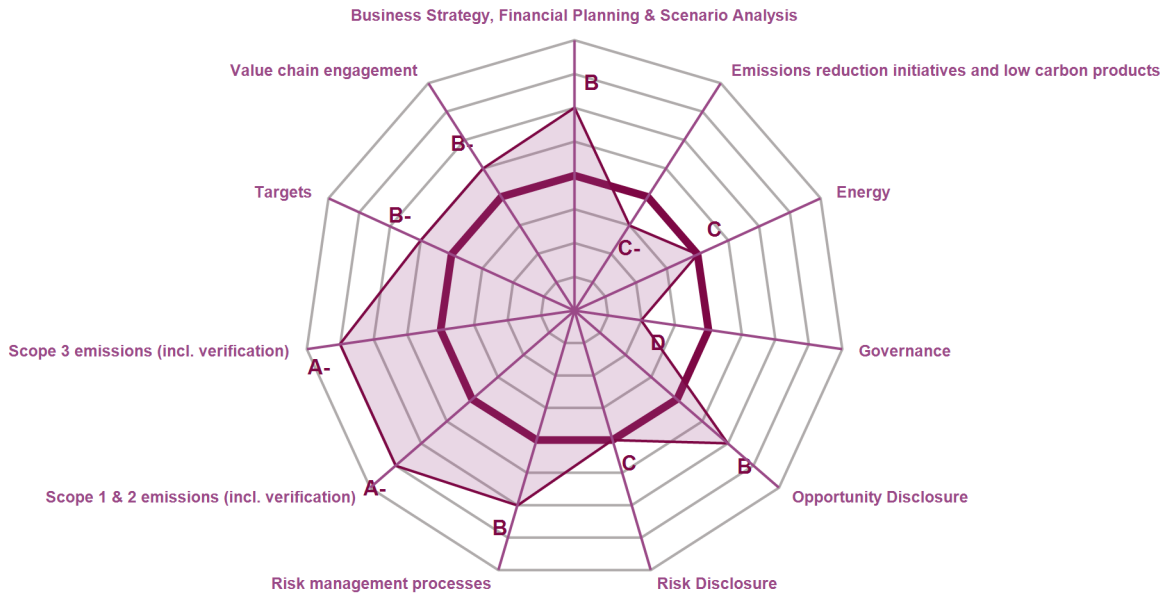 Business Strategy, Financial Planning & Scenario Analysis
Value chain engagement
Emissions reduction initiatives and low carbon products
B
B-
Targets
Energy
B-
C
C-
D
Scope 3 emissions (incl. verification)
Governance
A-
C
B
Scope 1 & 2 emissions (incl. verification)
A-
Opportunity Disclosure
B
Risk management processes
Risk Disclosure